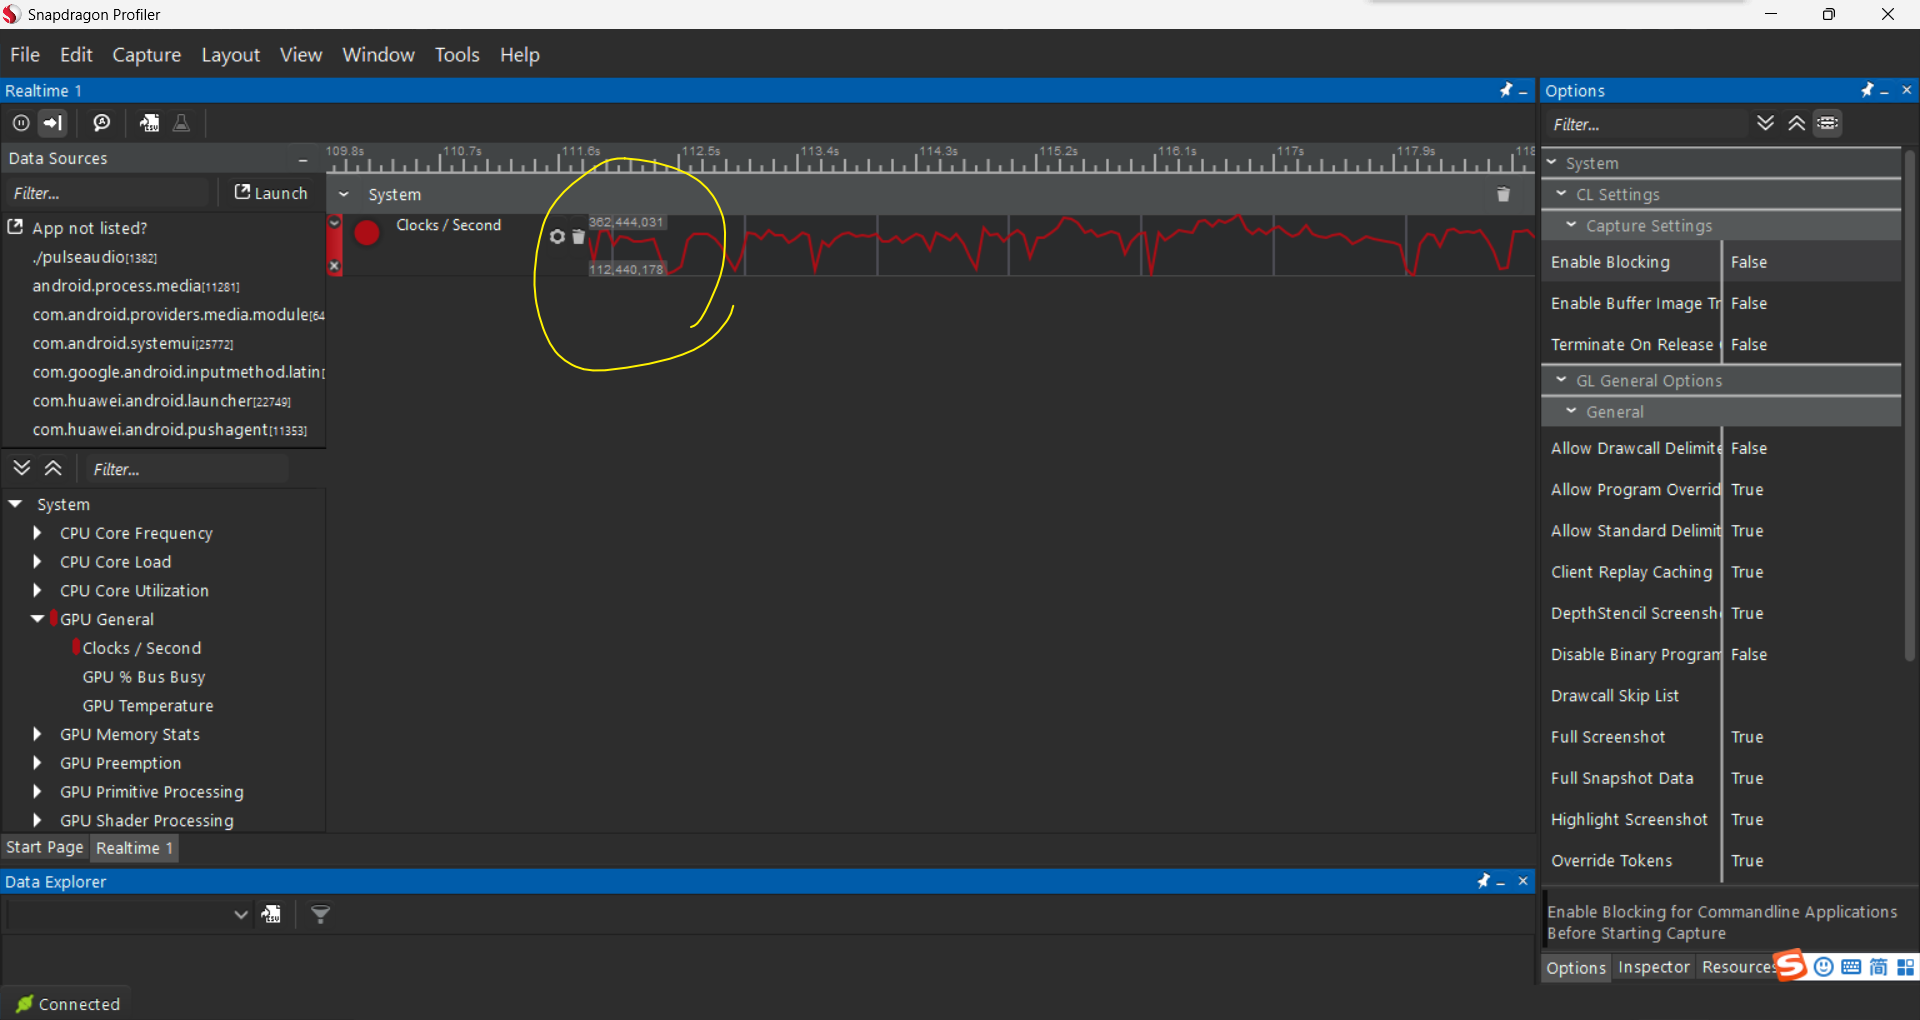 Snapdragon Profiler
File Edit Capture Layout View Window Tools Help
Realtime 1
Data Sources
Filter...
Launch
App not listed?
./pulseaudio[1382]
android.process.media[11281]
com.android.providers.media.module[64
com.android.systemui[25772]
com.google.android.inputmethod.latin[
com.huawei.android.launcher[22749]
com.huawei.android.pushagent[11353]
Filter...
System
CPU Core Frequency
CPU Core Load
CPU Core Utilization
GPU General
Clocks / Second
GPU % Bus Busy
GPU Temperature
GPU Memory Stats
GPU Preemption
GPU Primitive Processing
GPU Shader Processing
109.8s 110.7s 111.6s 112.5s 113.4s 114.3s 115.2s 116.1s 117s 117.9s 118
System
Clocks / Second
362,444,031
112,440,178
Start Page Realtime 1
Data Explorer
Connected
Options
Filter...
System
CL Settings
Capture Settings
Enable Blocking False
Enable Buffer Image Tr False
Terminate On Release False
GL General Options
General
Allow Drawcall Delimite False
Allow Program Overrid True
Allow Standard Delimit True
Client Replay Caching True
DepthStencil Screensh True
Disable Binary Program False
Drawcall Skip List
Full Screenshot True
Full Snapshot Data True
Highlight Screenshot True
Override Tokens True
Enable Blocking for Commandline Applications
Before Starting Capture
Options Inspector Resources
简